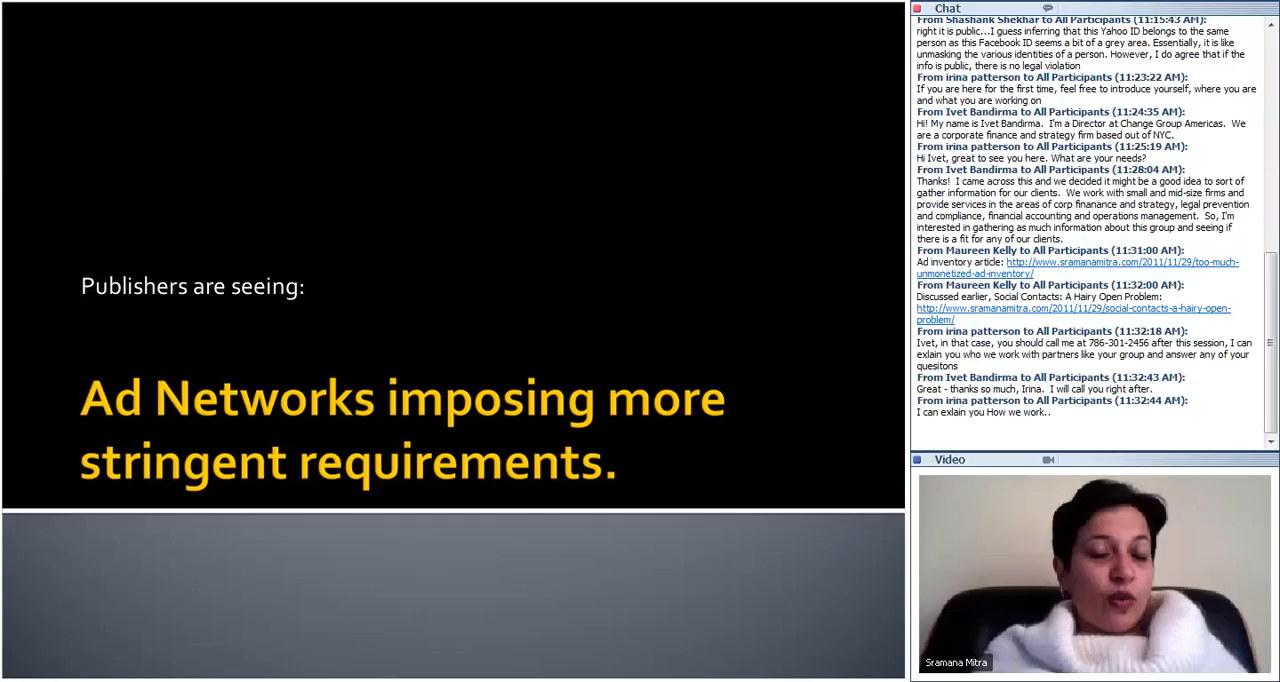 Publishers are seeing:
Ad Networks imposing more
stringent requirements.
Chat
From Shashank Shekhar to All Participants (11:15:43 AM):
right it is public...I guess inferring that this Yahoo ID belongs to the same
person as this Facebook ID seems a bit of a grey area. Essentially, it is like
unmasking the various identities of a person. However, I do agree that if the
info is public, there is no legal violation
From irina patterson to All Participants (11:23:22 AM):
If you are here for the first time, feel free to introduce yourself, where you are
and what you are working on
From Ivet Bandirma to All Participants (11:24:35 AM):
Hi! My name is Ivet Bandirma. I'm a Director at Change Group Americas. We
are a corporate finance and strategy firm based out of NYC.
From irina patterson to All Participants (11:25:19 AM):
Hi Ivet, great to see you here. What are your needs?
From Ivet Bandirma to All Participants (11:28:04 AM):
Thanks! I came across this and we decided it might be a good idea to sort of
gather information for our clients. We work with small and mid-size firms and
provide services in the areas of corp finanance and strategy, legal prevention
and compliance, financial accounting and operations management. So, I'm
interested in gathering as much information about this group and seeing if
there is a fit for any of our clients.
From Maureen Kelly to All Participants (11:31:00 AM):
Ad inventory article: http://www.sramanamitra.com/2011/11/29/too-much-
unmonetized-ad-inventory/
From Maureen Kelly to All Participants (11:32:00 AM):
Discussed earlier, Social Contacts: A Hairy Open Problem:
http://www.sramanamitra.com/2011/11/29/social-contacts-a-hairy-open-
problem/
From irina patterson to All Participants (11:32:18 AM):
Ivet, in that case, you should call me at 786-301-2456 after this session, I can
exlain you who we work with partners like your group and answer any of your
quesitons
From Ivet Bandirma to All Participants (11:32:43 AM):
Great - thanks so much, Irina. I will call you right after.
From irina patterson to All Participants (11:32:44 AM):
I can exlain you How we work..
Video
Sramana Mitra